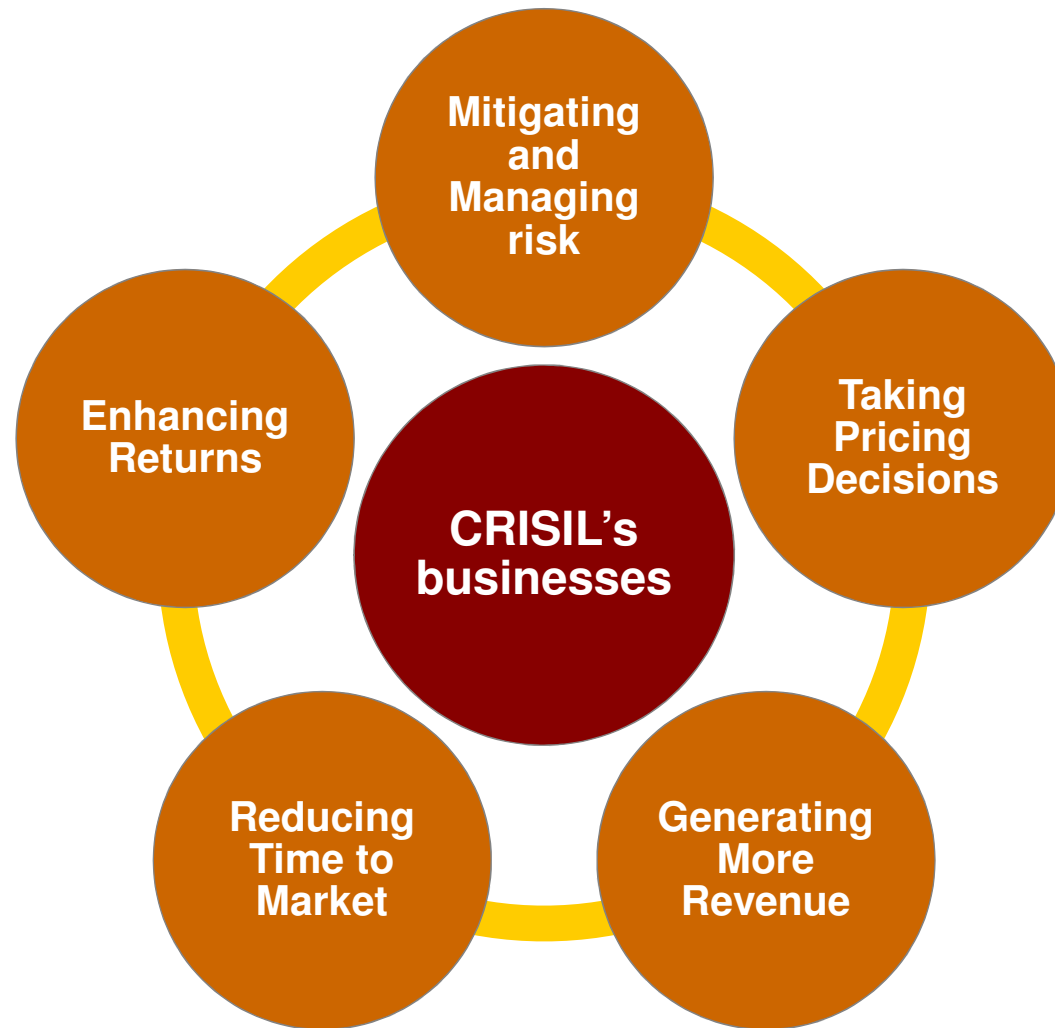 Mitigating
and
Managing
risk
Taking
Pricing
Decisions
Enhancing
Returns
CRISIL’s
businesses
Reducing
Time to
Market
Generating
More
Revenue